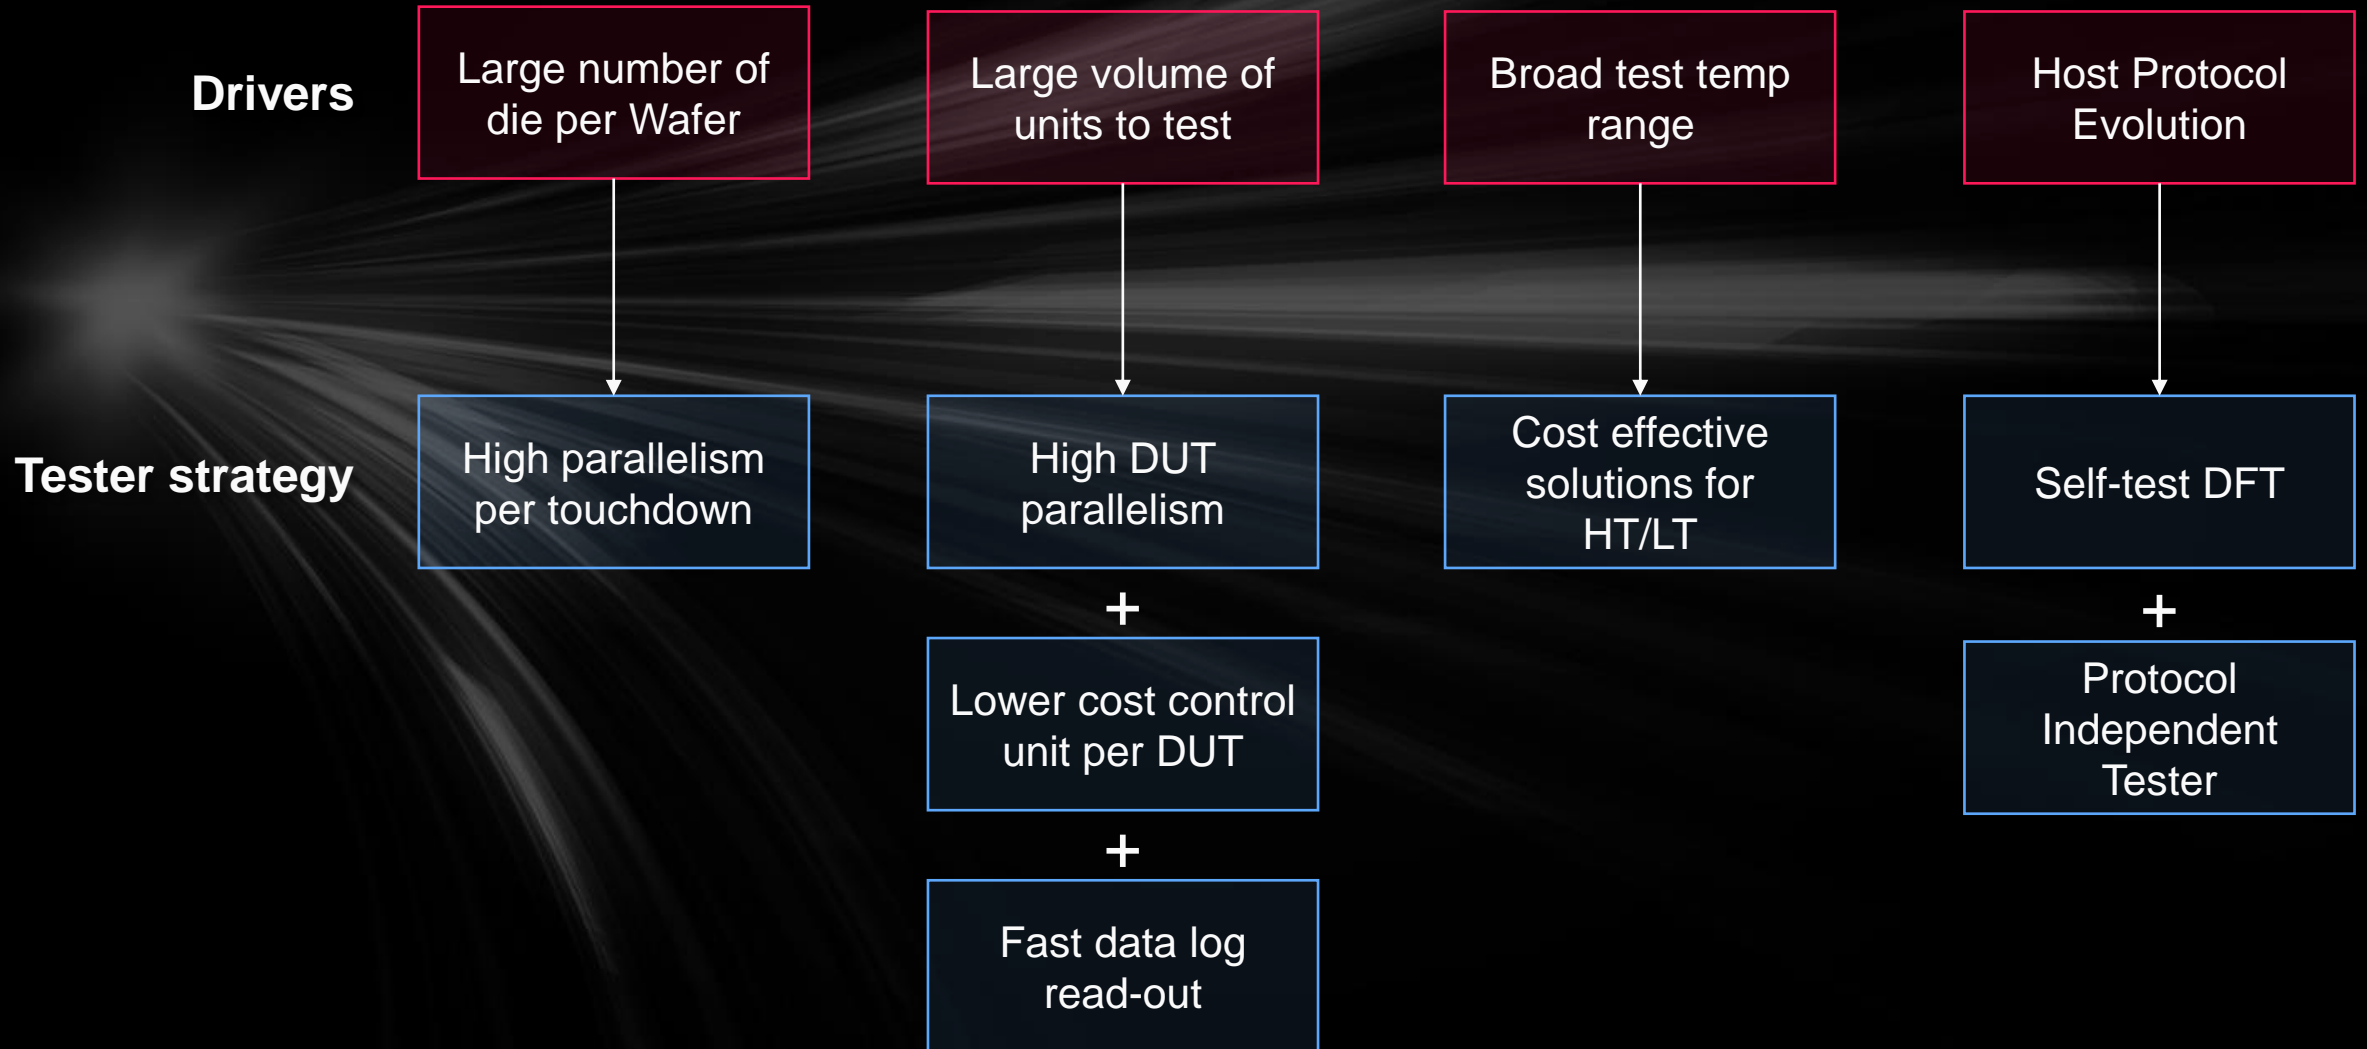 Drivers
Large number of
die per Wafer
Large volume of
units to test
Broad test temp
range
Host Protocol
Evolution
Tester strategy
High parallelism
per touchdown
High DUT
parallelism
Cost effective
solutions for
HT/LT
Self-test DFT
+
+
Lower cost control
unit per DUT
Protocol
Independent
Tester
+
Fast data log
read-out